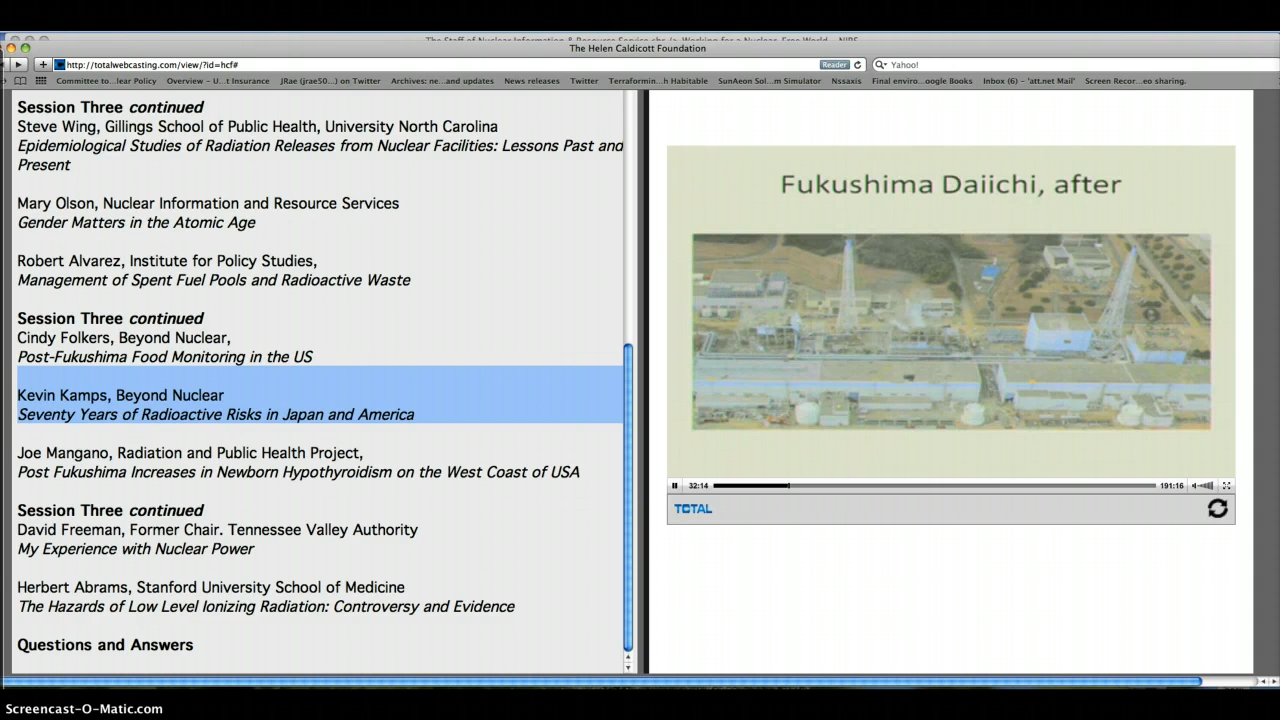 The Staff of Nuclear Information & Resource Service
The Helen Caldicott Foundation
http://totalwebcasting.com/view/?id=hcf#
Reader
Yahoo!
Committee to...lear Policy
Overview - U...t Insurance
JRae (jrae50...) on Twitter
Archives: ne...and updates
News releases
Twitter
Terraformin...h Habitable
SunAeon Sol...m Simulator
Nssaxis
Final enviro...oogle Books
Inbox (6) - 'att.net Mail'
Screen Recor...eo sharing.
Session Three continued
Steve Wing, Gillings School of Public Health, University North Carolina
Epidemiological Studies of Radiation Releases from Nuclear Facilities: Lessons Past and
Present
Mary Olson, Nuclear Information and Resource Services
Gender Matters in the Atomic Age
Robert Alvarez, Institute for Policy Studies,
Management of Spent Fuel Pools and Radioactive Waste
Session Three continued
Cindy Folkers, Beyond Nuclear,
Post-Fukushima Food Monitoring in the US
Kevin Kamps, Beyond Nuclear
Seventy Years of Radioactive Risks in Japan and America
Joe Mangano, Radiation and Public Health Project,
Post Fukushima Increases in Newborn Hypothyroidism on the West Coast of USA
Session Three continued
David Freeman, Former Chair. Tennessee Valley Authority
My Experience with Nuclear Power
Herbert Abrams, Stanford University School of Medicine
The Hazards of Low Level Ionizing Radiation: Controversy and Evidence
Questions and Answers
Fukushima Daiichi, after
32:14
191:16
TOTAL
Screencast-O-Matic.com